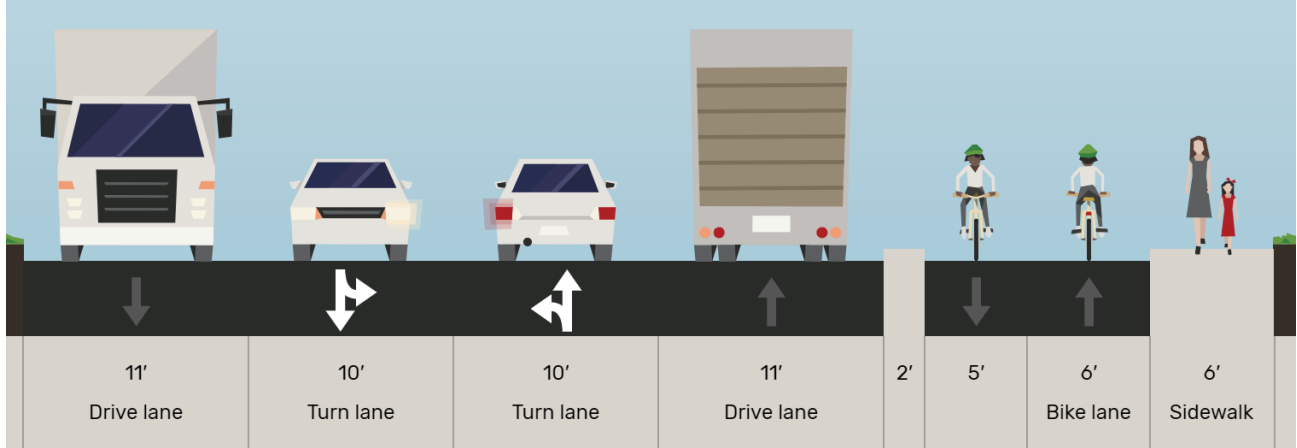 11′
Drive lane
10′
Turn lane
10′
Turn lane
11′
Drive lane
2′
5′
6′
Bike lane
6′
Sidewalk